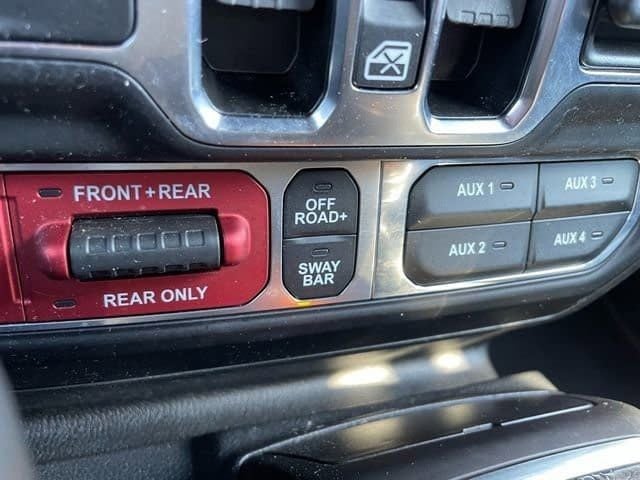 FRONT+REAR
REAR ONLY
OFF
ROAD+
SWAY
BAR
AUX 1
AUX 3
AUX 2
AUX 4